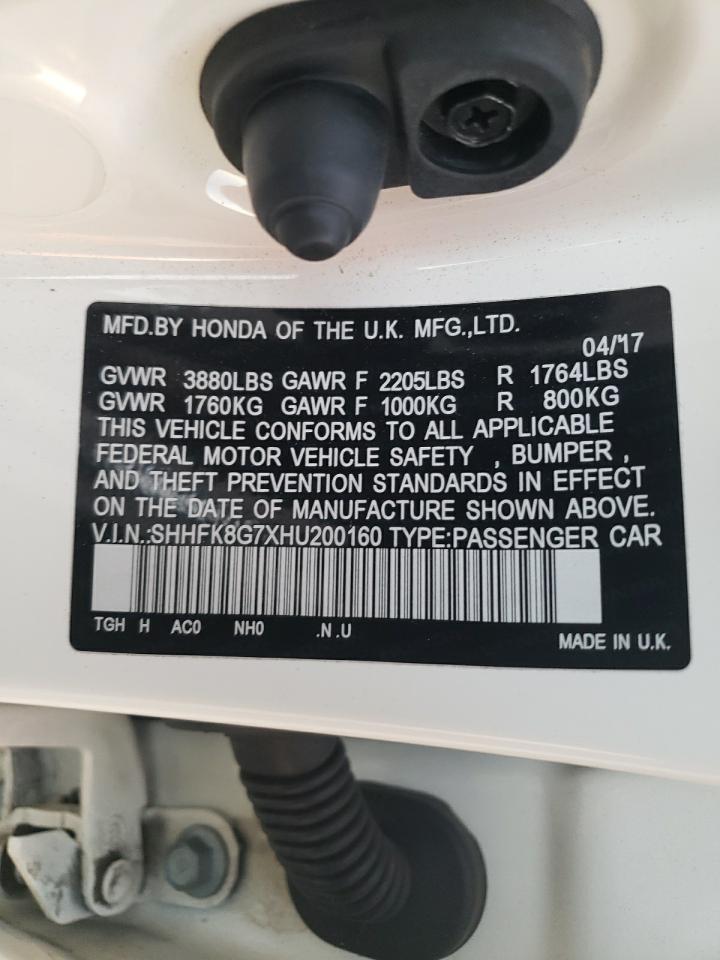 MFD.BY HONDA OF THE U.K. MFG.,LTD.
04/17
GVWR 3880LBS GAWR F 2205LBS R 1764LBS
GVWR 1760KG GAWR F 1000KG R 800KG
THIS VEHICLE CONFORMS TO ALL APPLICABLE
FEDERAL MOTOR VEHICLE SAFETY , BUMPER ,
AND THEFT PREVENTION STANDARDS IN EFFECT
ON THE DATE OF MANUFACTURE SHOWN ABOVE.
V.I.N.:SHHFK8G7XHU200160 TYPE:PASSENGER CAR
TGH H AC0 NH0 .N .U
MADE IN U.K.